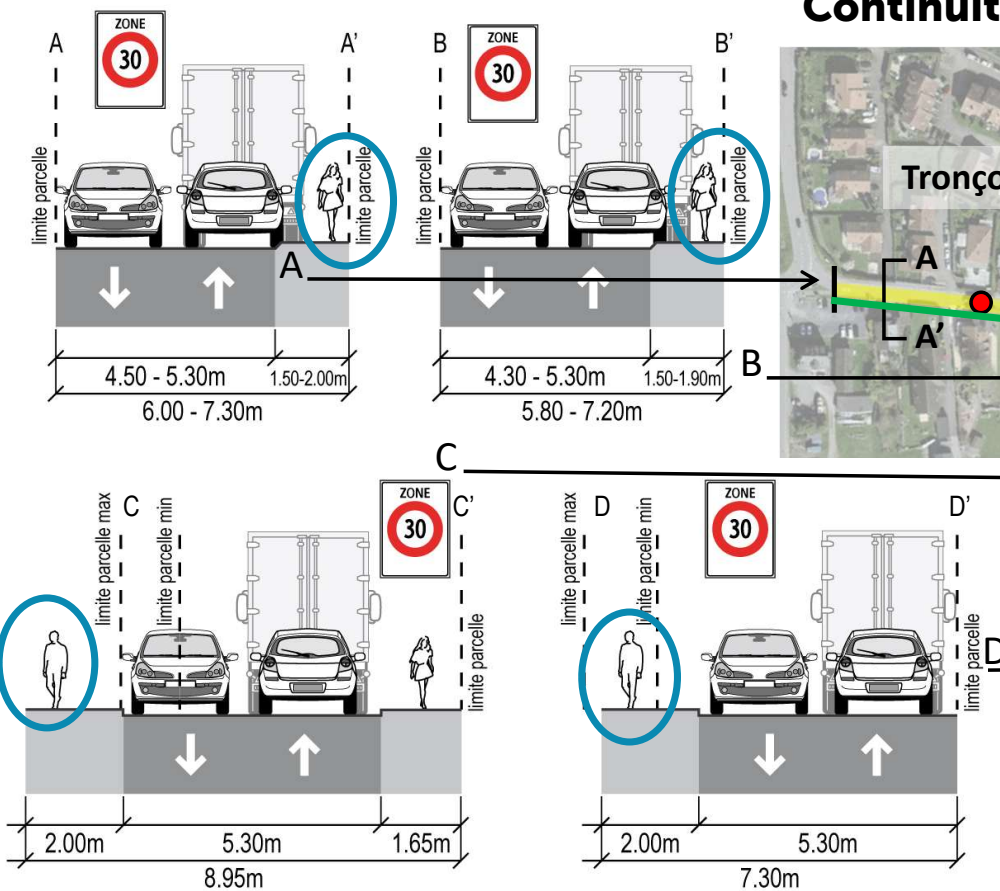 Continuit
A
ZONE
30
A'
limite parcelle
limite parcelle
4.50 - 5.30m
1.50-2.00m
6.00 - 7.30m
B
ZONE
30
B'
limite parcelle
limite parcelle
4.30 - 5.30m
1.50-1.90m
5.80 - 7.20m
Tronço
A
A
A'
B
C
limite parcelle max
C
limite parcelle min
ZONE
30
C'
limite parcelle
2.00m
5.30m
1.65m
8.95m
limite parcelle max
D
limite parcelle min
ZONE
30
D'
limite parcelle
D
2.00m
5.30m
7.30m